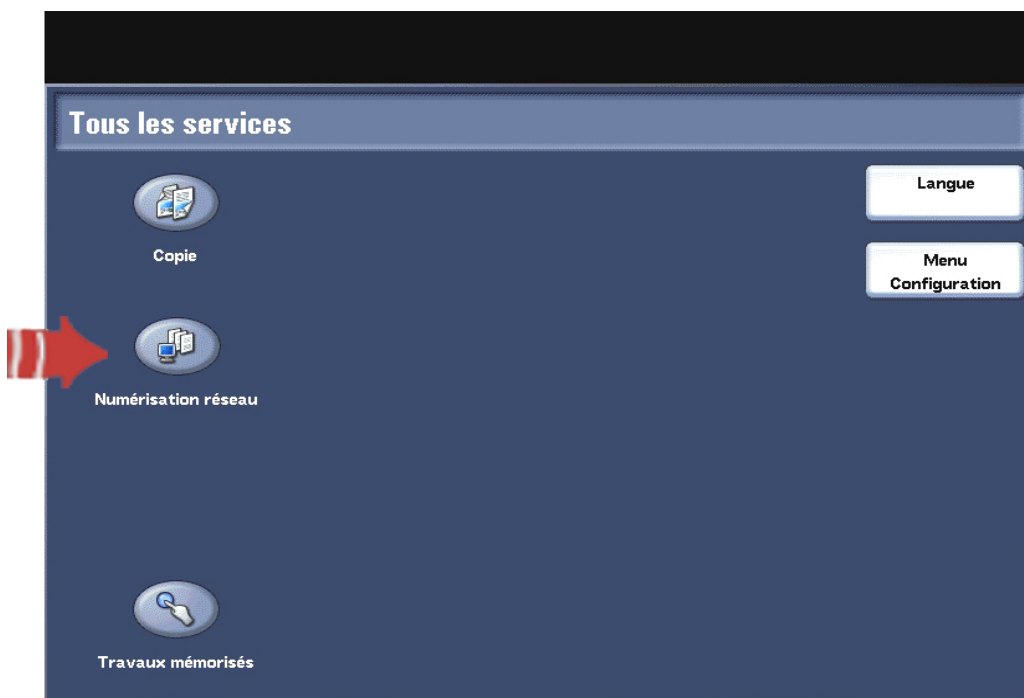 Tous les services
Copie
Langue
Menu
Configuration
Numérisation réseau
Travaux mémorisés